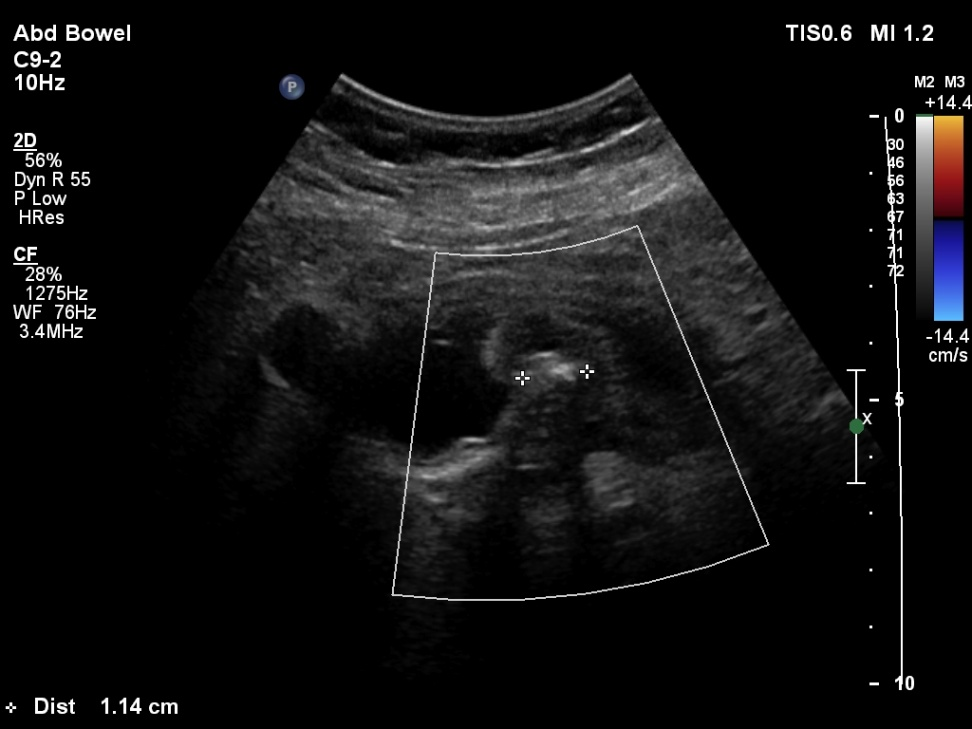 Abd Bowel
C9-2
10Hz
P
2D
56%
Dyn R 55
P Low
HRes
CF
28%
1275Hz
WF 76Hz
3.4MHz
TIS0.6 MI 1.2
M2 M3
+14.4
0
30
46
56
63
67
71
71
72
-14.4
cm/s
5
x
10
Dist 1.14 cm